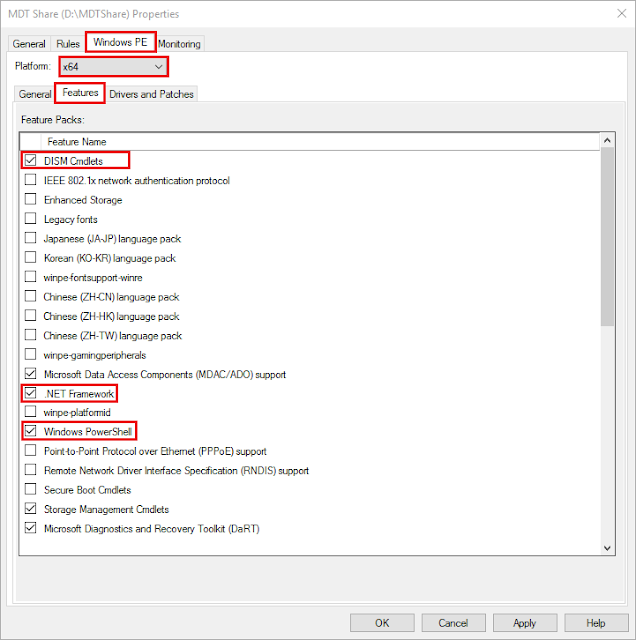 MDT Share (D:\MDTShare) Properties
General Rules Windows PE Monitoring
Platform: x64
General Features Drivers and Patches
Feature Packs:
Feature Name
DISM Cmdlets
IEEE 802.1x network authentication protocol
Enhanced Storage
Legacy fonts
Japanese (JA-JP) language pack
Korean (KO-KR) language pack
winpe-fontsupport-winre
Chinese (ZH-CN) language pack
Chinese (ZH-HK) language pack
Chinese (ZH-TW) language pack
winpe-gamingperipherals
Microsoft Data Access Components (MDAC/ADO) support
.NET Framework
winpe-platformid
Windows PowerShell
Point-to-Point Protocol over Ethernet (PPPoE) support
Remote Network Driver Interface Specification (RNDIS) support
Secure Boot Cmdlets
Storage Management Cmdlets
Microsoft Diagnostics and Recovery Toolkit (DaRT)
OK Cancel Apply Help